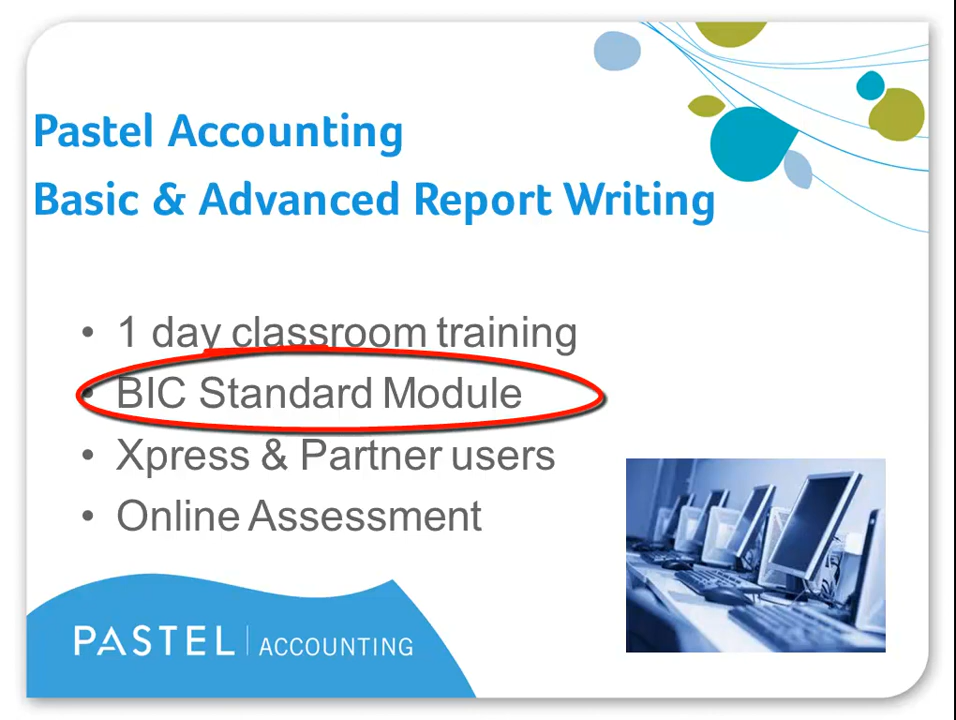 Pastel Accounting
Basic & Advanced Report Writing
• 1 day classroom training
• BIC Standard Module
• Xpress & Partner users
• Online Assessment
PASTEL | ACCOUNTING